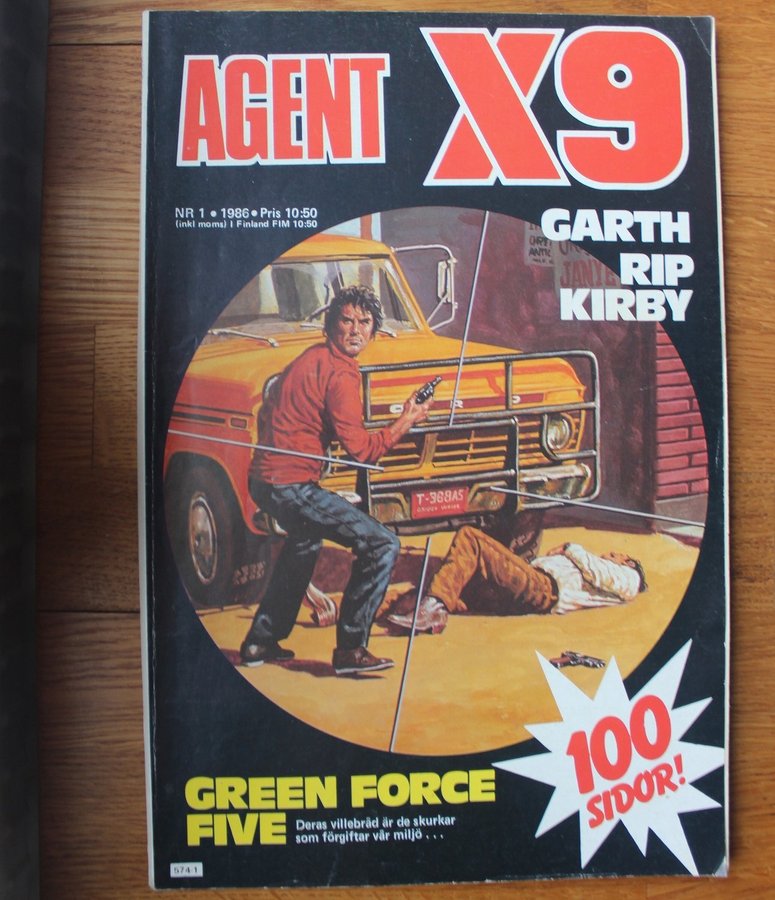 AGENT X9
NR 1 • 1986 • Pris 10:50
(inkl moms) I Finland FIM 10:50
GARTH
RIP
KIRBY
T-368AS
100
SIDOR!
GREEN FORCE
FIVE
Deras villebråd är de skurkar
som förgiftar vår miljö . . .
574-1